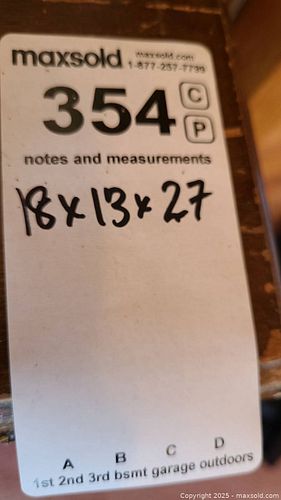 maxsold maxsold.com
1-877-257-7799
354 C
P
notes and measurements
18x13x27
A B C D
1st 2nd 3rd bsmt garage outdoors
Copyright 2025 - maxsold.com